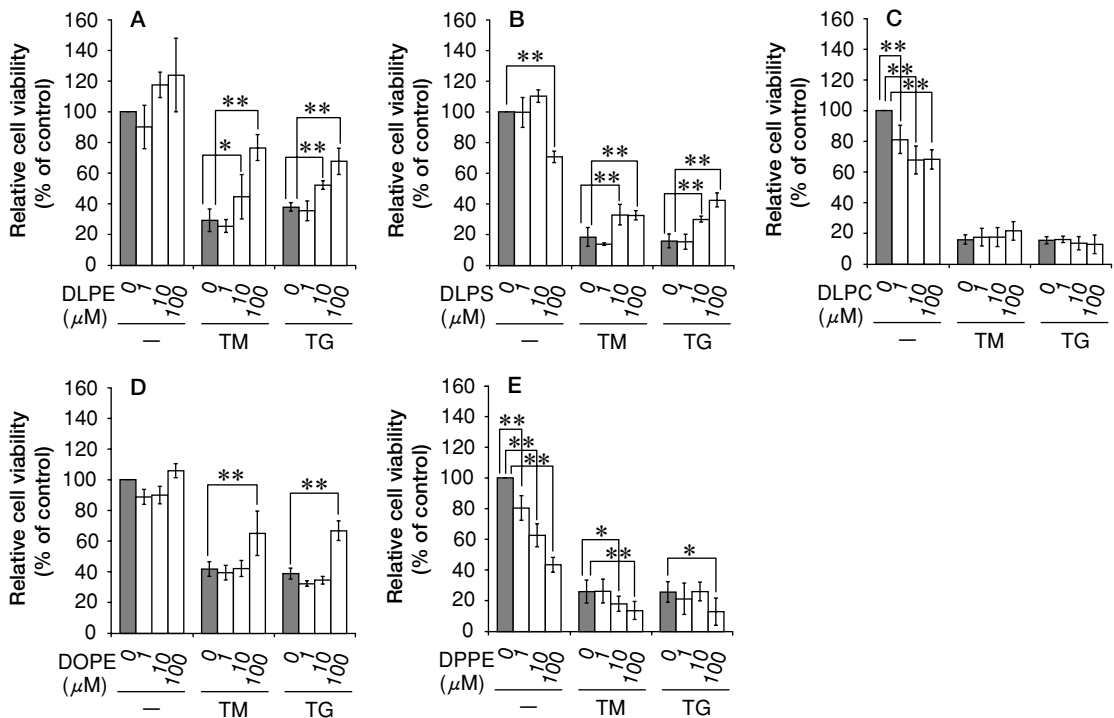 A
Relative cell viability
(% of control)
160
140
120
100
80
60
40
20
0
** **
* **
DLPE 0 1 10 100 0 1 10 100 0 1 10 100
(μM)
— TM TG
B
Relative cell viability
(% of control)
160
140
120
100
80
60
40
20
0
**
** **
** **
DLPS 0 1 10 100 0 1 10 100 0 1 10 100
(μM)
— TM TG
C
Relative cell viability
(% of control)
160
140
120
100
80
60
40
20
0
**
**
**
DLPC 0 1 10 100 0 1 10 100 0 1 10 100
(μM)
— TM TG
D
Relative cell viability
(% of control)
160
140
120
100
80
60
40
20
0
** **
DOPE 0 1 10 100 0 1 10 100 0 1 10 100
(μM)
— TM TG
E
Relative cell viability
(% of control)
160
140
120
100
80
60
40
20
0
**
**
**
* *
**
DPPE 0 1 10 100 0 1 10 100 0 1 10 100
(μM)
— TM TG